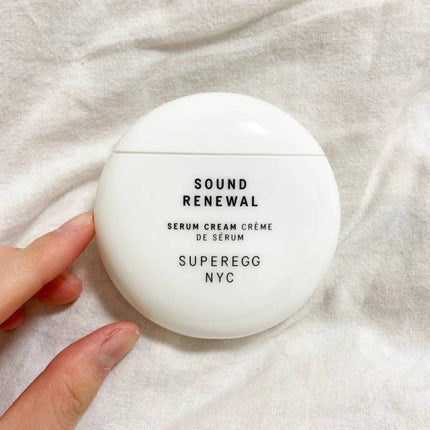 SOUND
RENEWAL
SERUM CREAM CRÈME
DE SÉRUM
SUPEREGG
NYC